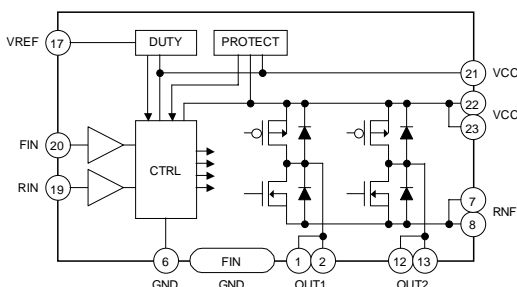 VREF 17 DUTY PROTECT
21 VCC
22 VCC
23
FIN 20
RIN 19
CTRL
7 RNF
8
6 FIN 1 2 12 13
GND GND OUT1 OUT2